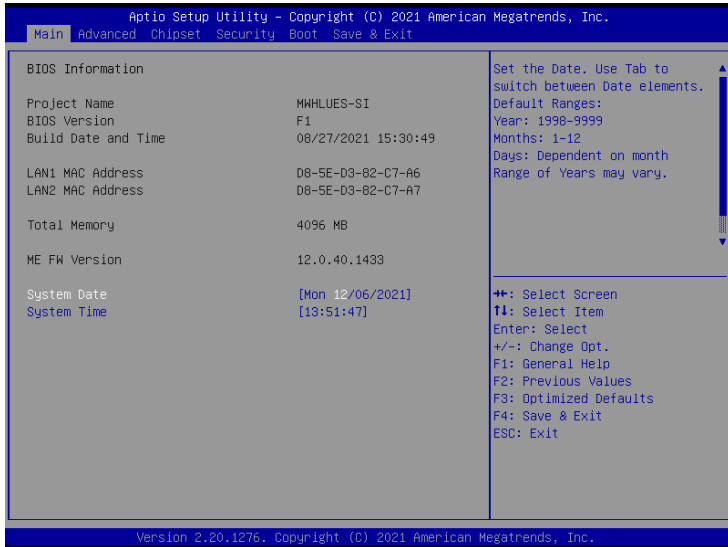 Aptio Setup Utility – Copyright (C) 2021 American Megatrends, Inc.
Main Advanced Chipset Security Boot Save & Exit
BIOS Information
Project Name MWHLUES-SI
BIOS Version F1
Build Date and Time 08/27/2021 15:30:49
LAN1 MAC Address D8-5E-D3-82-C7-A6
LAN2 MAC Address D8-5E-D3-82-C7-A7
Total Memory 4096 MB
ME FW Version 12.0.40.1433
System Date [Mon 12/06/2021]
System Time [13:51:47]
Set the Date. Use Tab to
switch between Date elements.
Default Ranges:
Year: 1998-9999
Months: 1-12
Days: Dependent on month
Range of Years may vary.
→←: Select Screen
↑↓: Select Item
Enter: Select
+/-: Change Opt.
F1: General Help
F2: Previous Values
F3: Optimized Defaults
F4: Save & Exit
ESC: Exit
Version 2.20.1276. Copyright (C) 2021 American Megatrends, Inc.